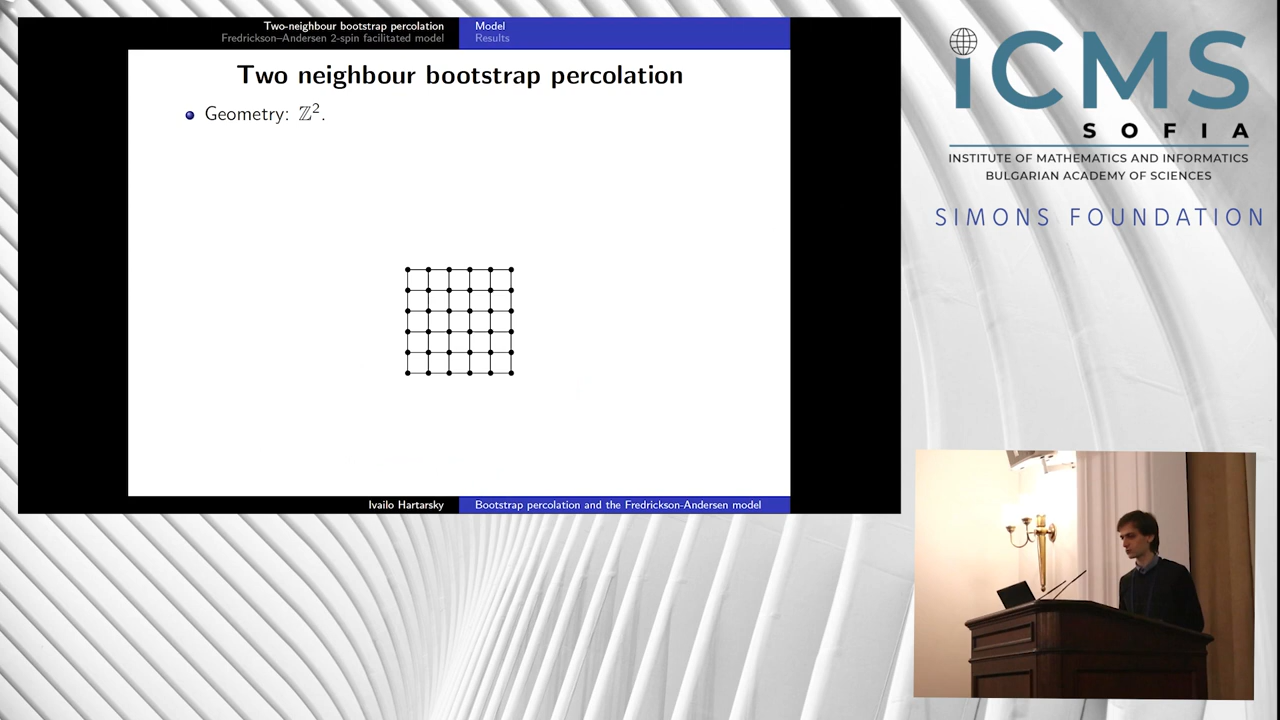 Two-neighbour bootstrap percolation
Fredrickson–Andersen 2-spin facilitated model
Model
Results
Two neighbour bootstrap percolation
Geometry: ℤ².
Ivailo Hartarsky
Bootstrap percolation and the Fredrickson-Andersen model
iCMS
SOFIA
INSTITUTE OF MATHEMATICS AND INFORMATICS
BULGARIAN ACADEMY OF SCIENCES
SIMONS FOUNDATION